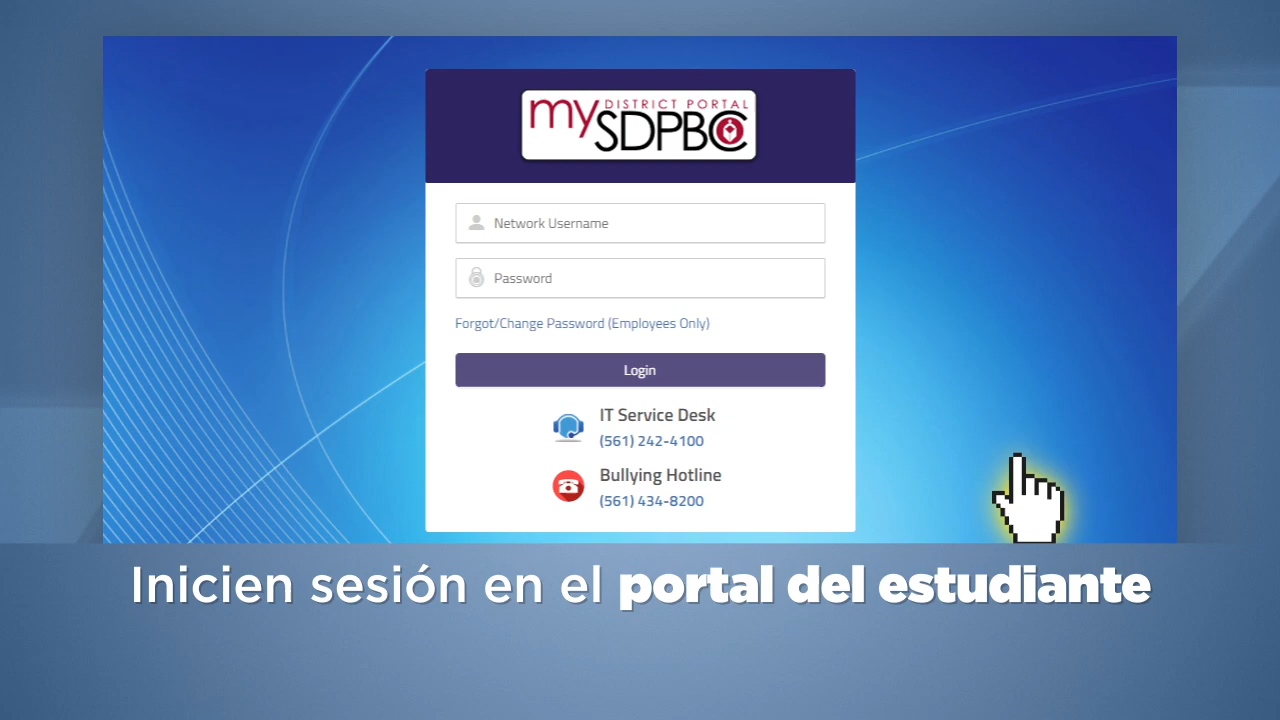 my DISTRICT PORTAL
SDPBC
Network Username
Password
Forgot/Change Password (Employees Only)
Login
IT Service Desk
(561) 242-4100
Bullying Hotline
(561) 434-8200
Inicien sesión en el portal del estudiante